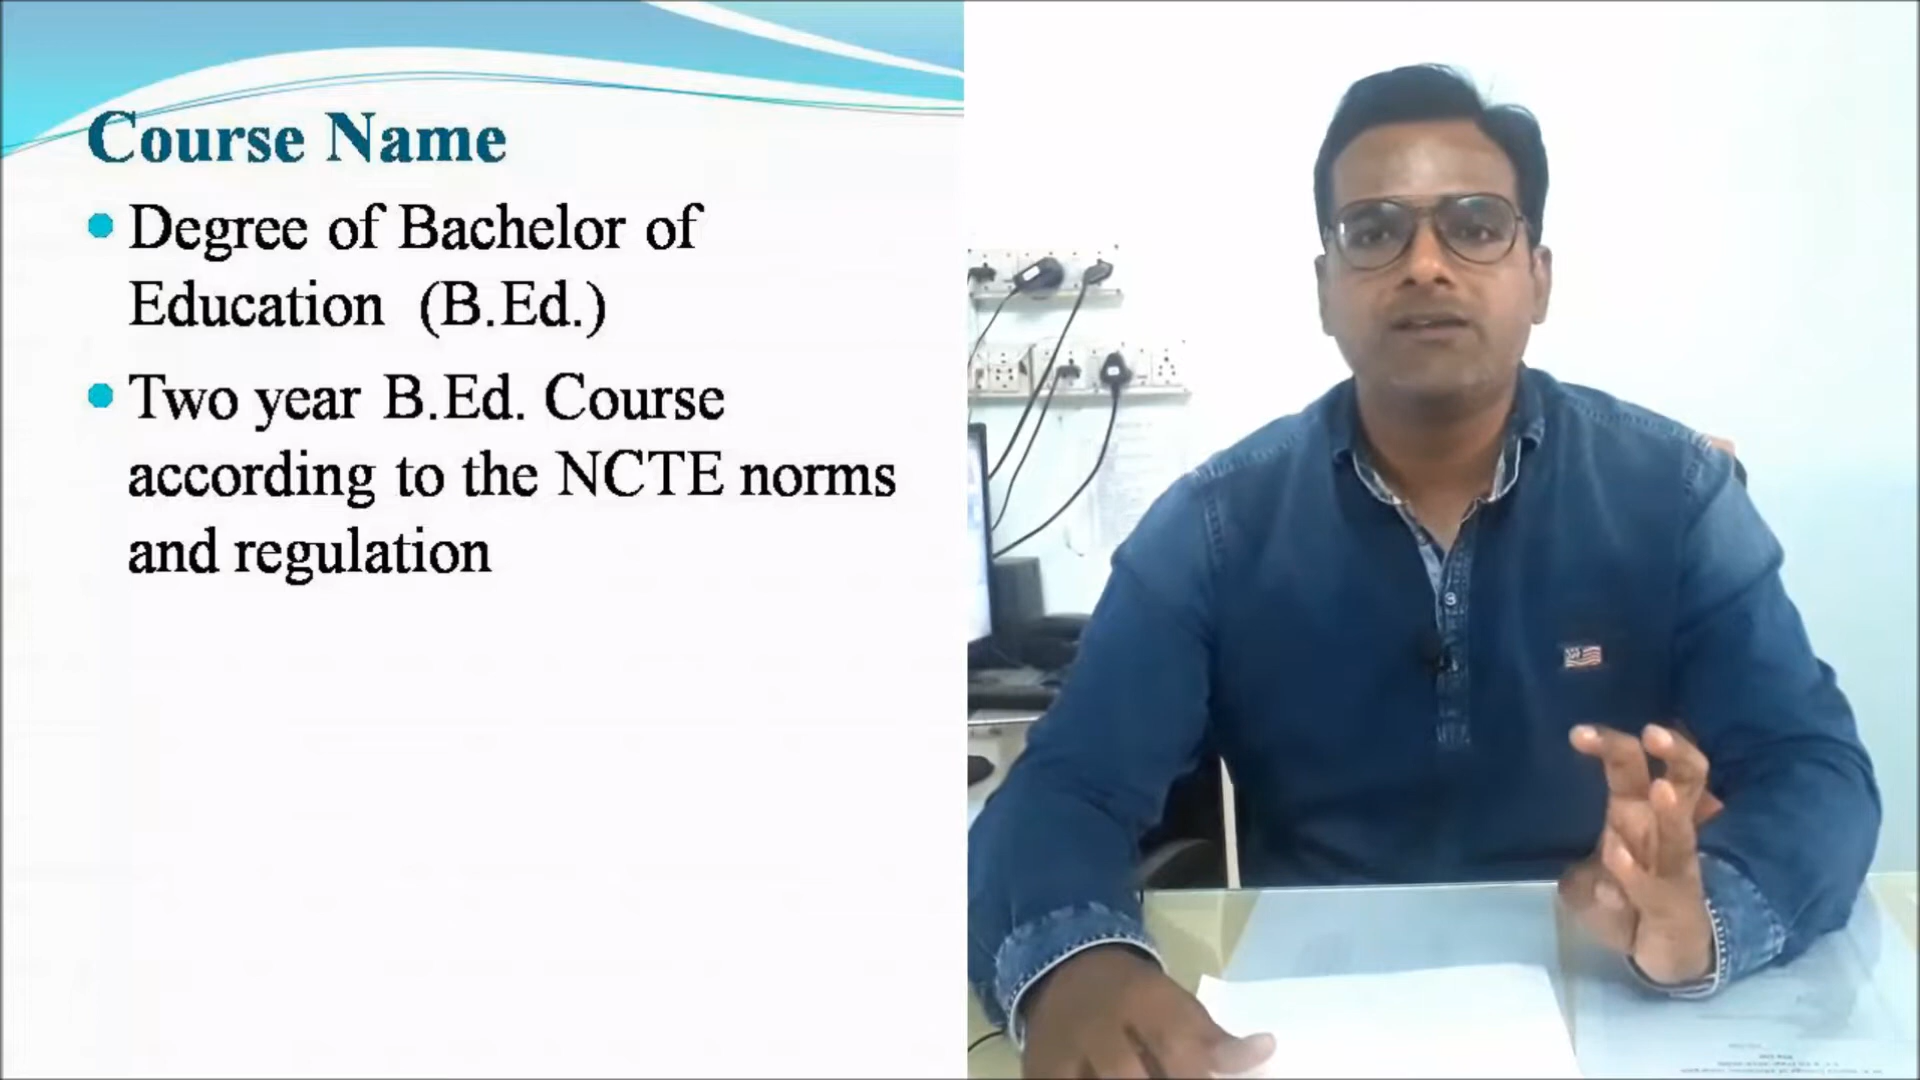 Course Name
Degree of Bachelor of
Education (B.Ed.)
Two year B.Ed. Course
according to the NCTE norms
and regulation